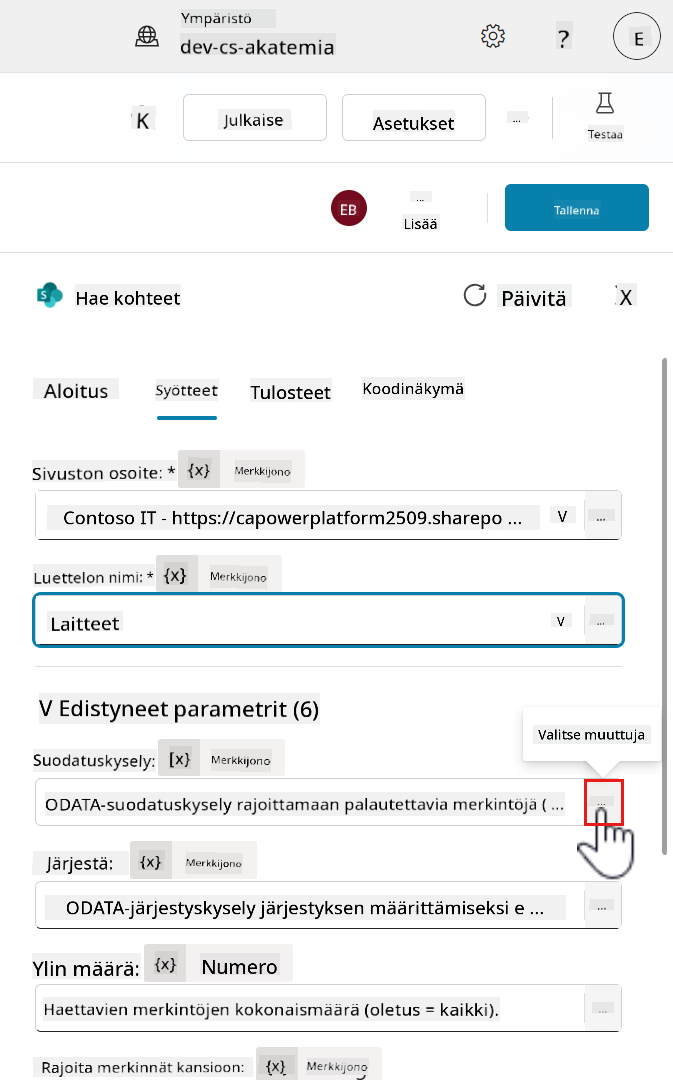 Ympäristö
dev-cs-akatemia
?
E
K
Julkaise
Asetukset
...
Testaa
EB
...
Lisää
Tallenna
S
Hae kohteet
Päivitä
X
Aloitus
Syötteet
Tulosteet
Koodinäkymä
Sivuston osoite: *
{x}
Merkkijono
Contoso IT - https://capowerplatform2509.sharepo ...
V
...
Luettelon nimi: *
{x}
Merkkijono
Laitteet
V
...
V Edistyneet parametrit (6)
Valitse muuttuja
Suodatuskysely:
[x}
Merkkijono
ODATA-suodatuskysely rajoittamaan palautettavia merkintöjä ( ...
...
Järjestä:
{x}
Merkkijono
ODATA-järjestyskysely järjestyksen määrittämiseksi e ...
...
Ylin määrä:
{x}
Numero
Haettavien merkintöjen kokonaismäärä (oletus = kaikki).
...
Rajoita merkinnät kansioon:
{x}
Merkkijono